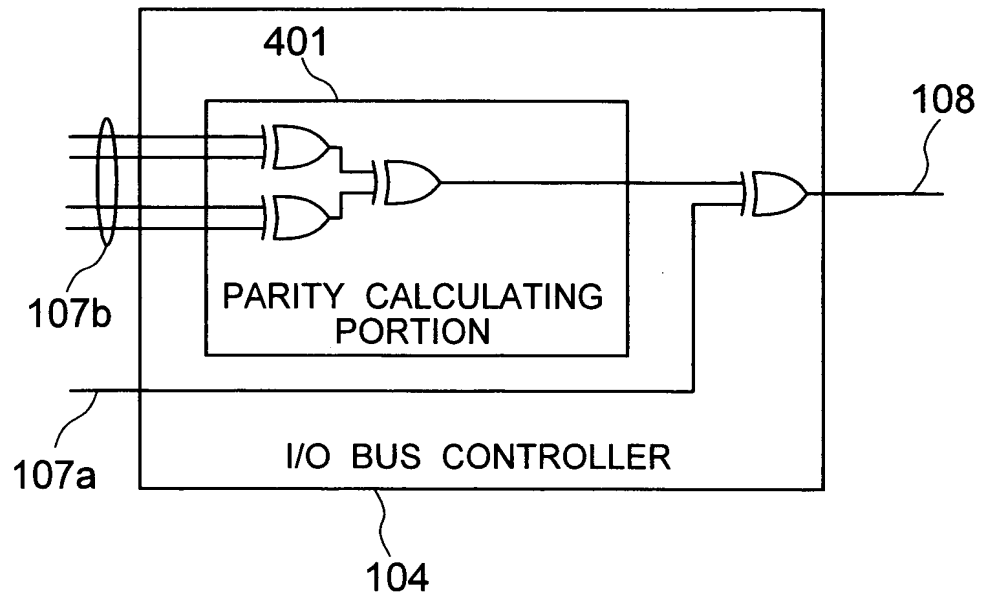 401
108
107b
PARITY CALCULATING
PORTION
107a
I/O BUS CONTROLLER
104